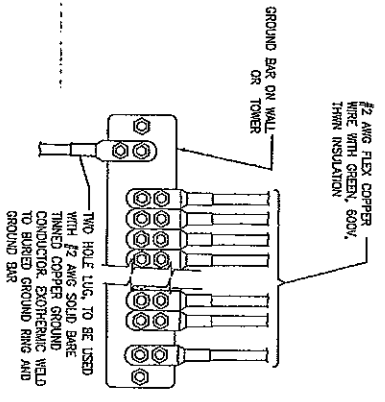 #2 AWG FLEX COPPER
WIRE WITH GREEN, 600V,
THWN INSULATION
GROUND BAR ON WALL
OR TOWER
TWO HOLE LUG, TO BE USED
WITH #2 AWG SOLID BARE
TINNED COPPER GROUND
CONDUCTOR. EXOTHERMIC WELD
TO BURIED GROUND RING AND
GROUND BAR